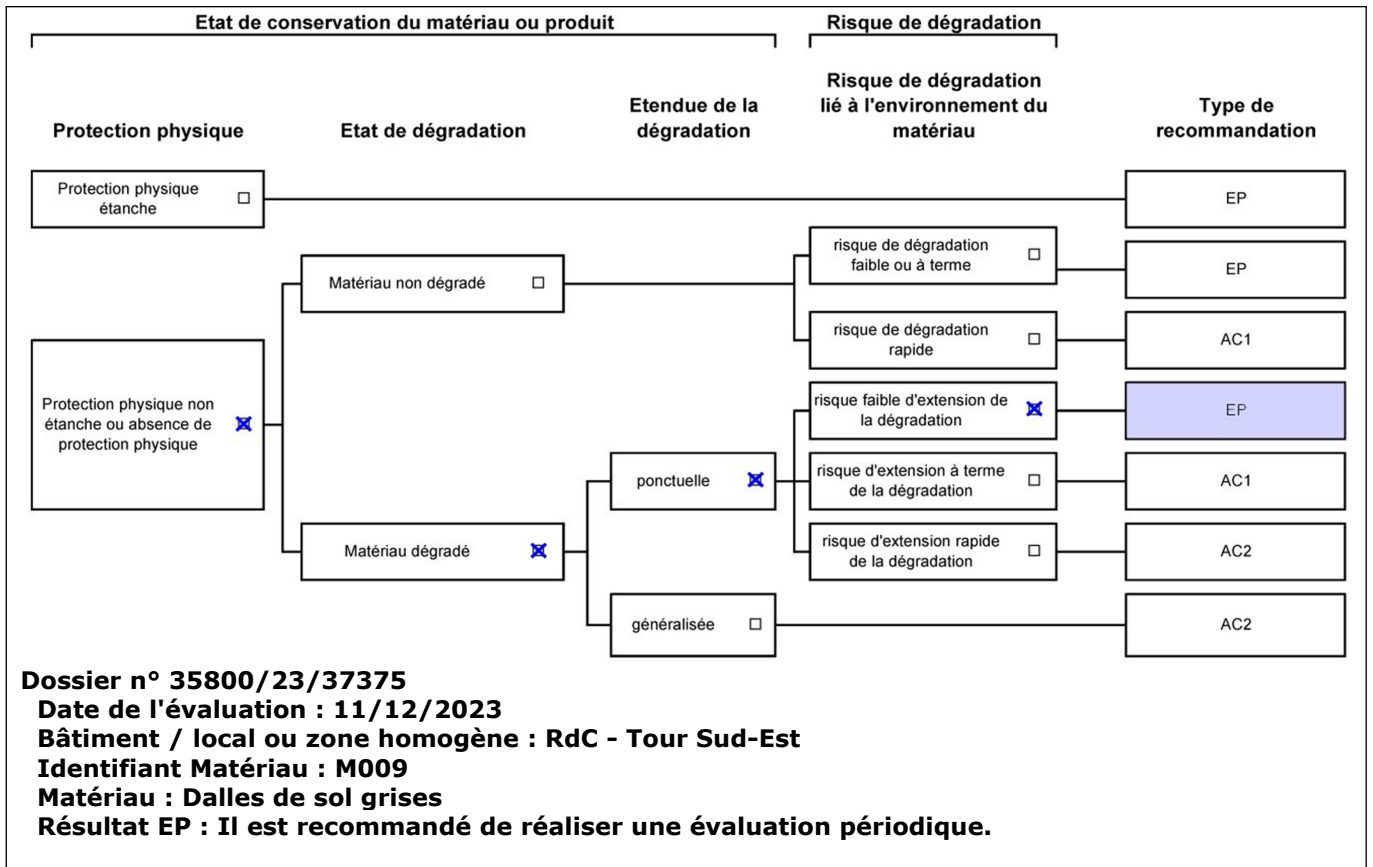 Etat de conservation du matériau ou produit
Risque de dégradation
Protection physique
Etat de dégradation
Etendue de la
dégradation
Risque de dégradation
lié à l'environnement du
matériau
Type de
recommandation
Protection physique
étanche
EP
risque de dégradation
faible ou à terme
EP
Matériau non dégradé
risque de dégradation
rapide
AC1
Protection physique non
étanche ou absence de
protection physique
risque faible d'extension de
la dégradation
EP
ponctuelle
risque d'extension à terme
de la dégradation
AC1
Matériau dégradé
risque d'extension rapide
de la dégradation
AC2
généralisée
AC2
Dossier n° 35800/23/37375
Date de l'évaluation : 11/12/2023
Bâtiment / local ou zone homogène : RdC - Tour Sud-Est
Identifiant Matériau : M009
Matériau : Dalles de sol grises
Résultat EP : Il est recommandé de réaliser une évaluation périodique.